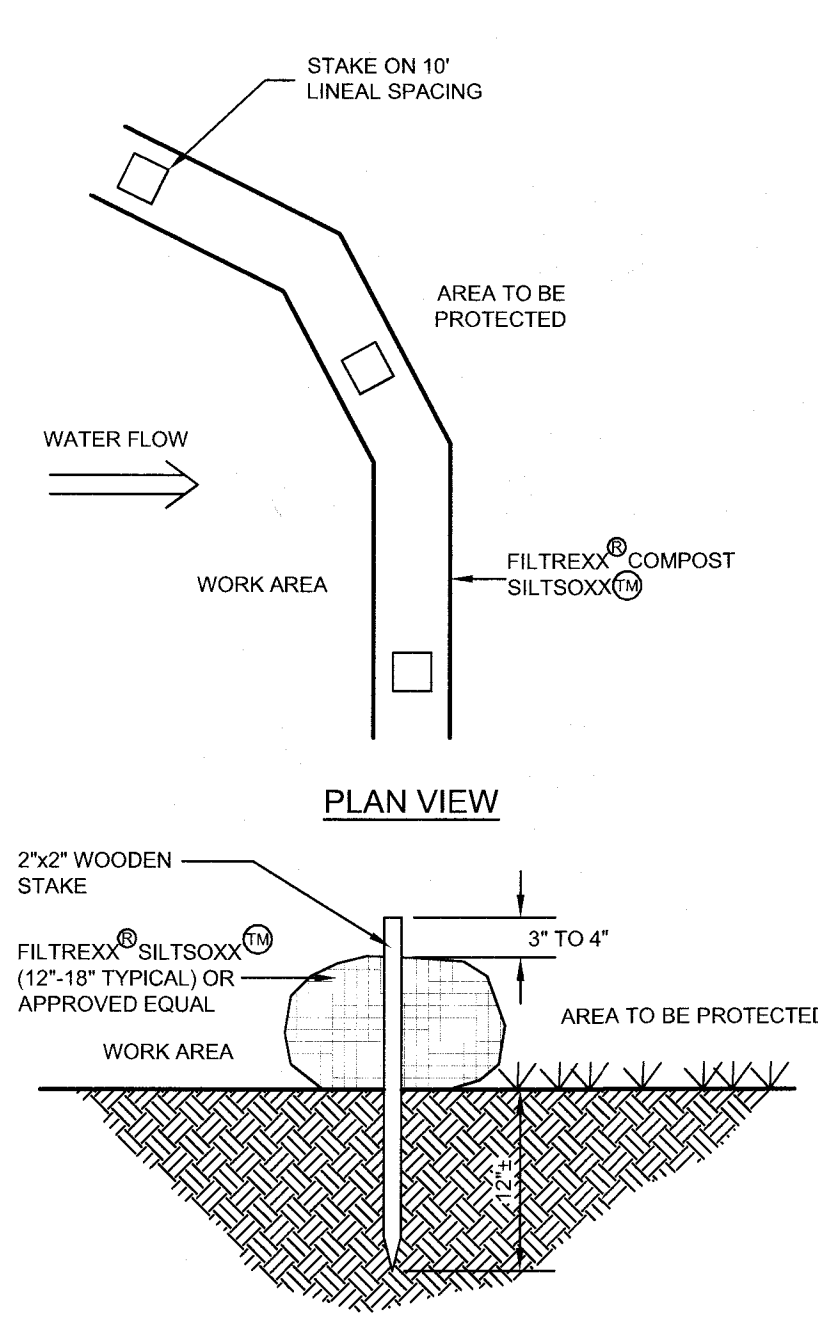 STAKE ON 10'
LINEAL SPACING
AREA TO BE
PROTECTED
WATER FLOW
FILTREXX® COMPOST
SILTSOXX™
WORK AREA
PLAN VIEW
2"x2" WOODEN
STAKE
3" TO 4"
FILTREXX® SILTSOXX™
(12"-18" TYPICAL) OR
APPROVED EQUAL
AREA TO BE PROTECTED
WORK AREA
12"±